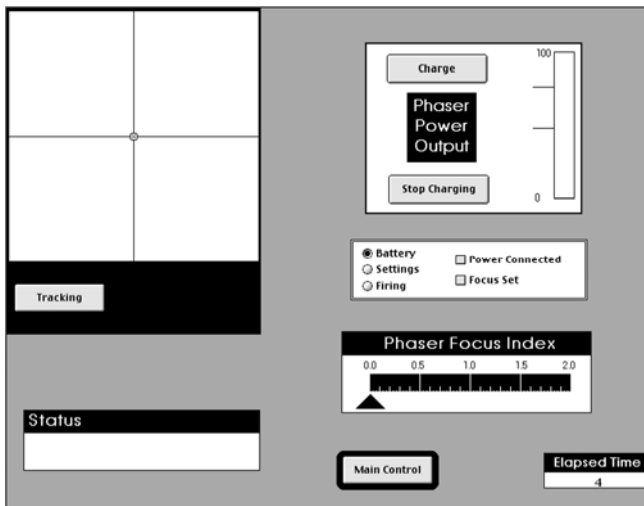 Charge
100
Phaser
Power
Output
Stop Charging
0
Battery
Settings
Firing
Power Connected
Focus Set
Tracking
Phaser Focus Index
0.0 0.5 1.0 1.5 2.0
Status
Main Control
Elapsed Time
4